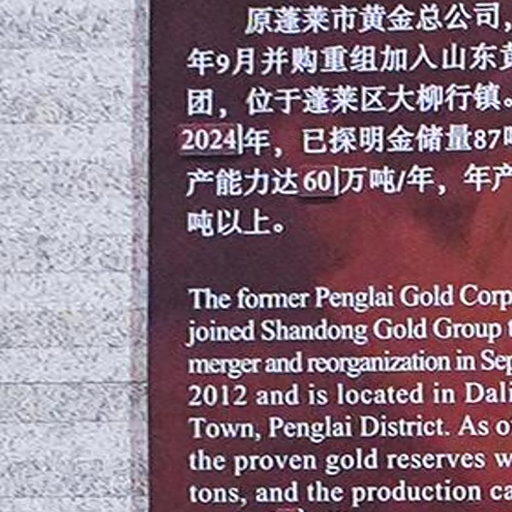 原蓬莱市黄金总公司，
年9月并购重组加入山东
团，位于蓬莱区大柳行镇。
2024年，已探明金储量87
产能力达60万吨/年，年产
吨以上。
The former Penglai Gold Corp
joined Shandong Gold Group
merger and reorganization in Sep
2012 and is located in Dali
Town, Penglai District. As o
the proven gold reserves w
tons, and the production ca